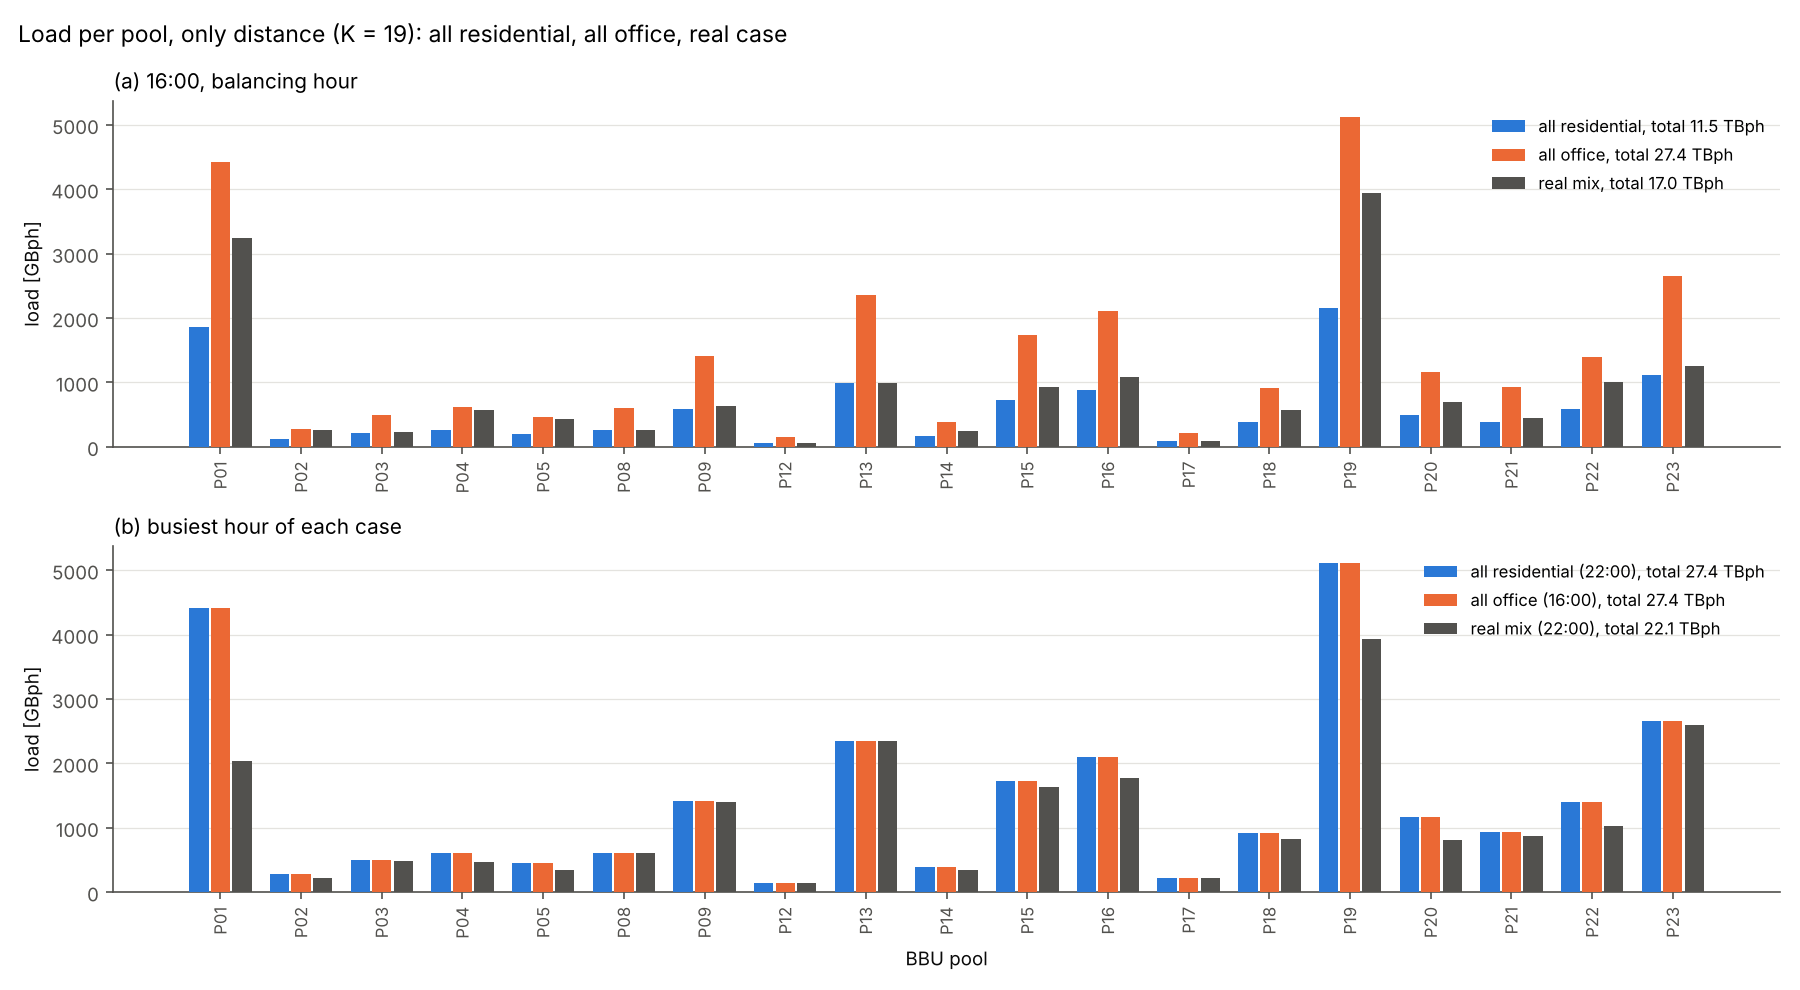 Load per pool, only distance (K = 19): all residential, all office, real case
(a) 16:00, balancing hour
load [GBph]
5000
4000
3000
2000
1000
0
all residential, total 11.5 TBph
all office, total 27.4 TBph
real mix, total 17.0 TBph
P01 P02 P03 P04 P05 P08 P09 P12 P13 P14 P15 P16 P17 P18 P19 P20 P21 P22 P23
(b) busiest hour of each case
load [GBph]
5000
4000
3000
2000
1000
0
all residential (22:00), total 27.4 TBph
all office (16:00), total 27.4 TBph
real mix (22:00), total 22.1 TBph
P01 P02 P03 P04 P05 P08 P09 P12 P13 P14 P15 P16 P17 P18 P19 P20 P21 P22 P23
BBU pool